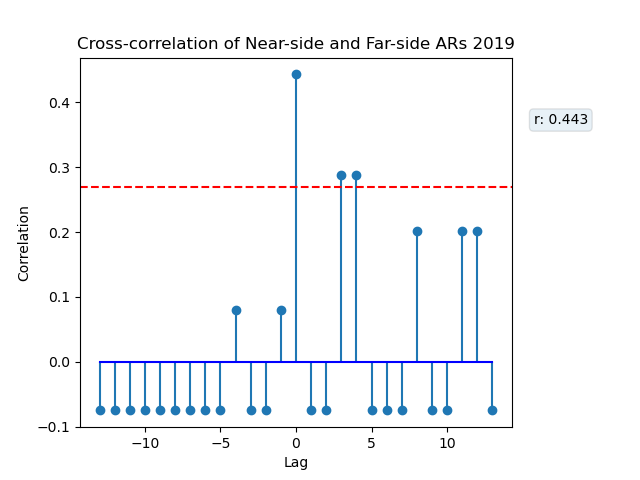 Cross-correlation of Near-side and Far-side ARs 2019
r: 0.443
Correlation
0.4
0.3
0.2
0.1
0.0
−0.1
−10
−5
0
5
10
Lag